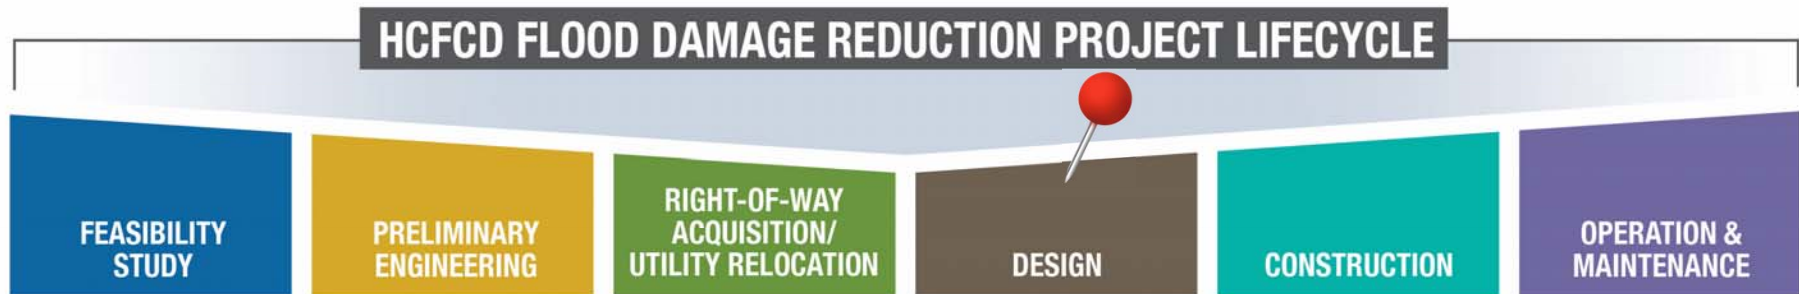 HCFCD FLOOD DAMAGE REDUCTION PROJECT LIFECYCLE
FEASIBILITY
STUDY
PRELIMINARY
ENGINEERING
RIGHT-OF-WAY
ACQUISITION/
UTILITY RELOCATION
DESIGN
CONSTRUCTION
OPERATION &
MAINTENANCE